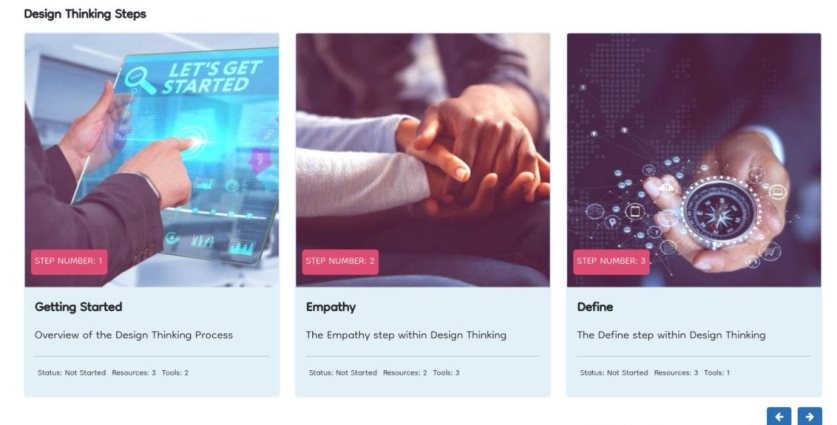 Design Thinking Steps
LET'S GET
STARTED
STEP NUMBER: 1
Getting Started
Overview of the Design Thinking Process
Status: Not Started Resources: 3 Tools: 2
STEP NUMBER: 2
Empathy
The Empathy step within Design Thinking
Status: Not Started Resources: 2 Tools: 3
STEP NUMBER: 3
Define
The Define step within Design Thinking
Status: Not Started Resources: 3 Tools: 1